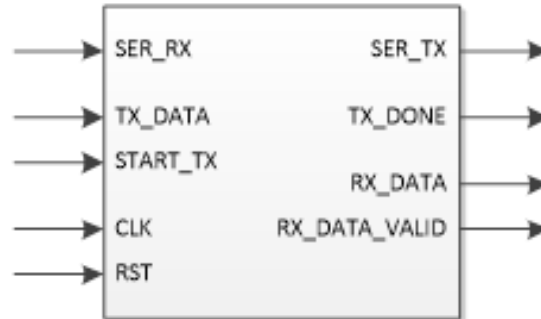 SER_RX SER_TX
TX_DATA TX_DONE
START_TX
RX_DATA
CLK RX_DATA_VALID
RST